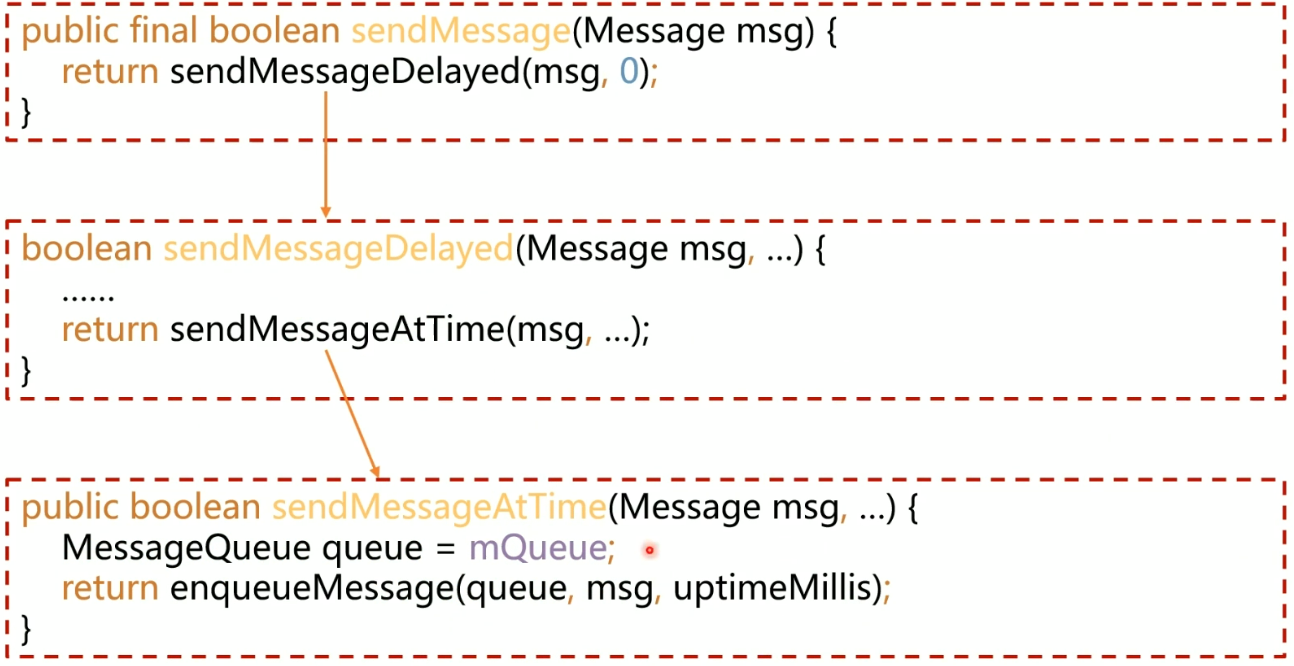 public final boolean sendMessage(Message msg) {
return sendMessageDelayed(msg, 0);
}
boolean sendMessageDelayed(Message msg, ...) {
......
return sendMessageAtTime(msg, ...);
}
public boolean sendMessageAtTime(Message msg, ...) {
MessageQueue queue = mQueue;
return enqueueMessage(queue, msg, uptimeMillis);
}